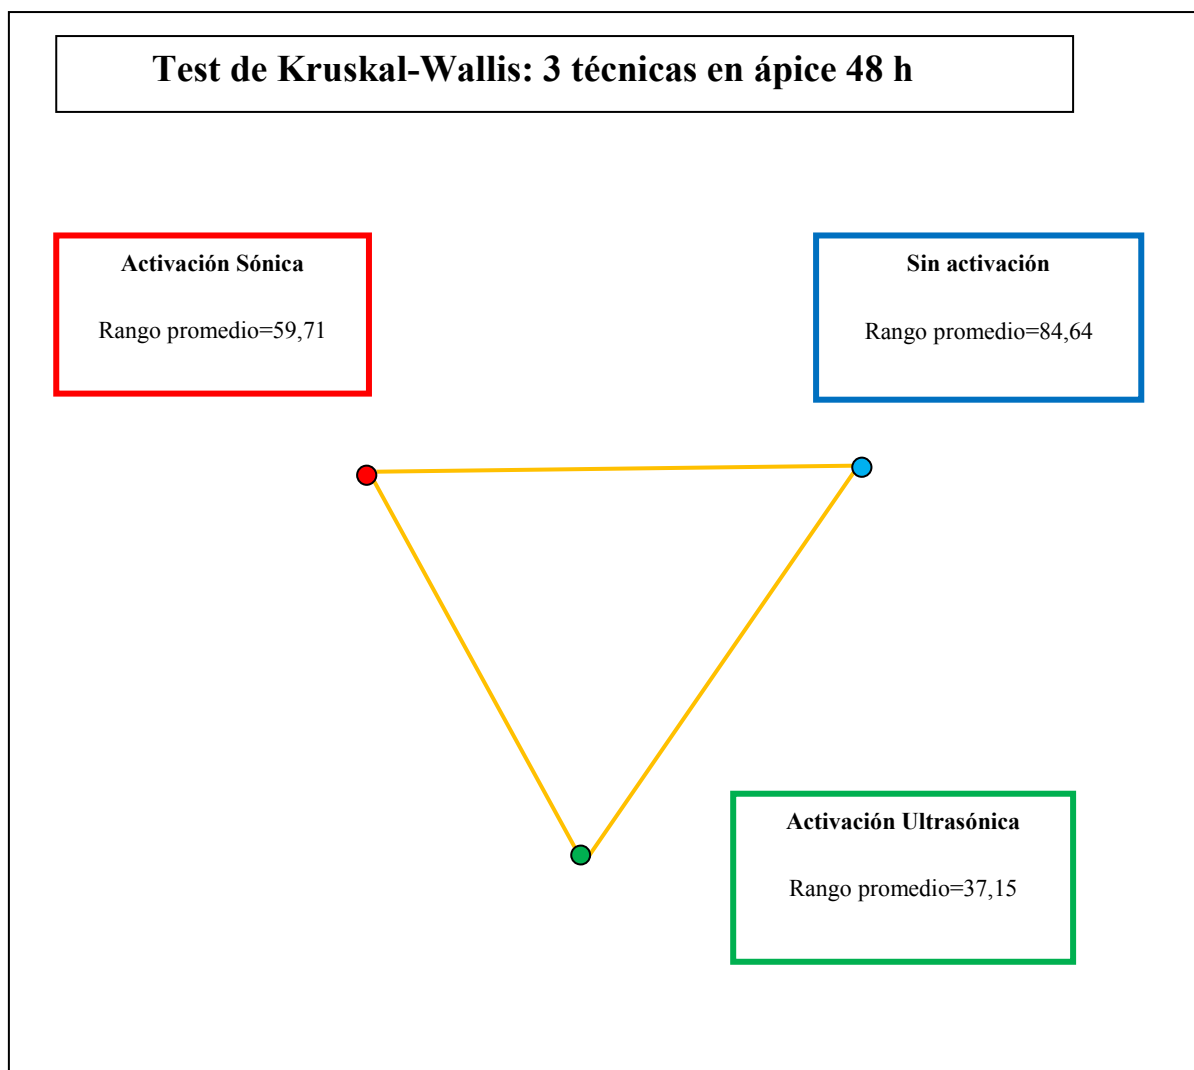 Test de Kruskal-Wallis: 3 técnicas en ápice 48 h
Activación Sónica
Rango promedio=59,71
Sin activación
Rango promedio=84,64
Activación Ultrasónica
Rango promedio=37,15